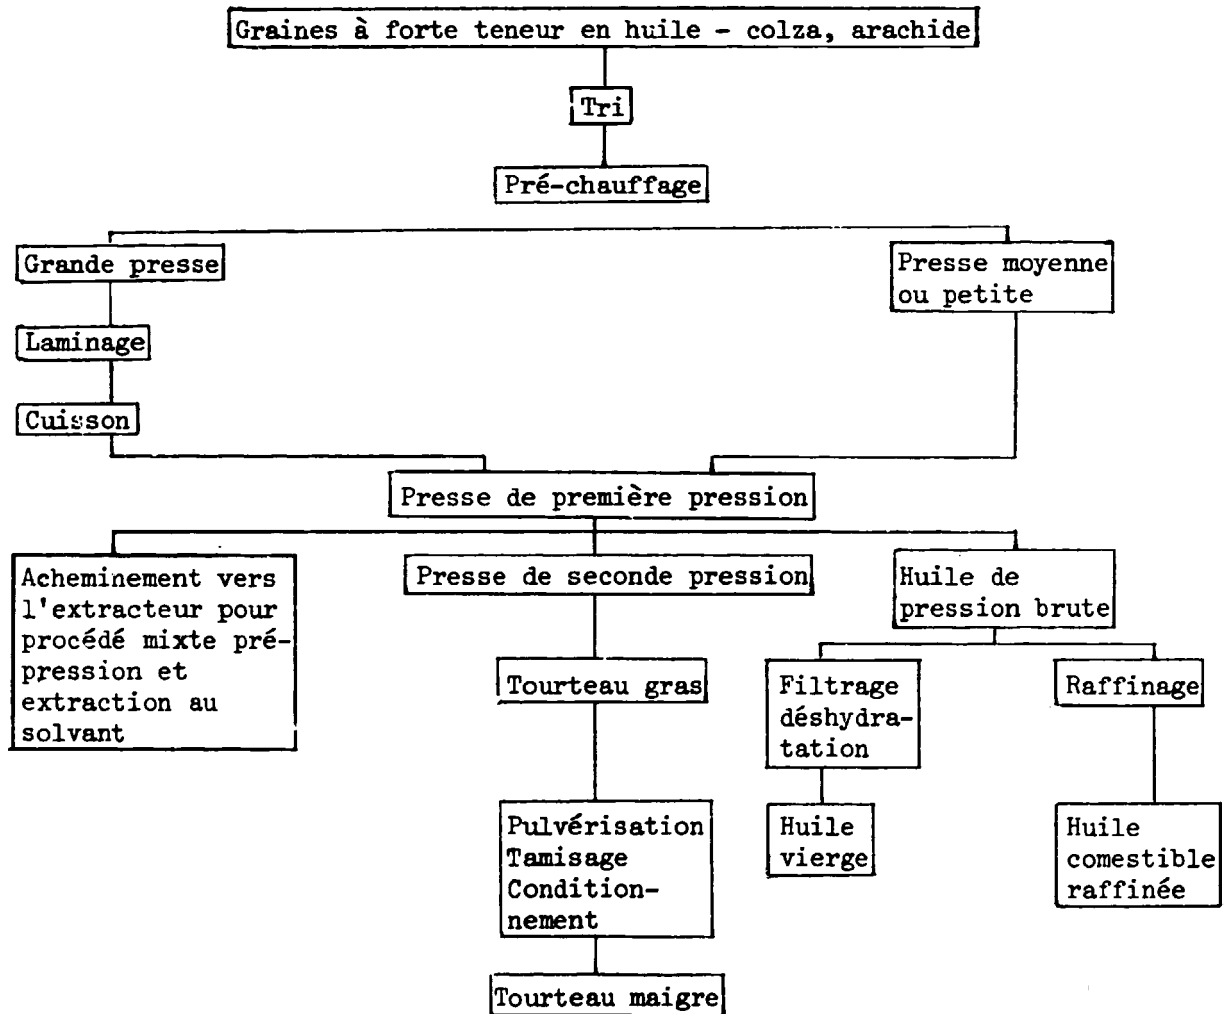 Graines à forte teneur en huile - colza, arachide
Tri
Pré-chauffage
Grande presse
Presse moyenne
ou petite
Laminage
Cuisson
Presse de première pression
Acheminement vers
l'extracteur pour
procédé mixte pré-
pression et
extraction au
solvant
Presse de seconde pression
Huile de
pression brute
Tourteau gras
Filtrage
déshydra-
tation
Raffinage
Pulvérisation
Tamisage
Condition-
nement
Huile
vierge
Huile
comestible
raffinée
Tourteau maigre